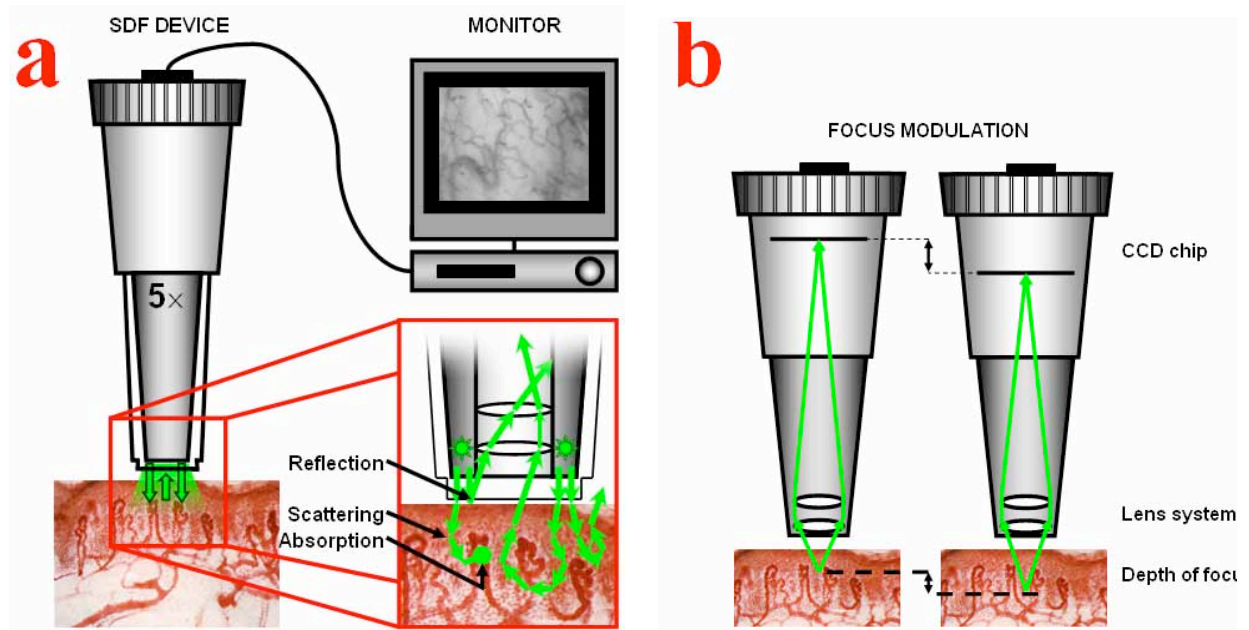 a
SDF DEVICE
MONITOR
5×
Reflection
Scattering
Absorption
b
FOCUS MODULATION
CCD chip
Lens system
Depth of focu